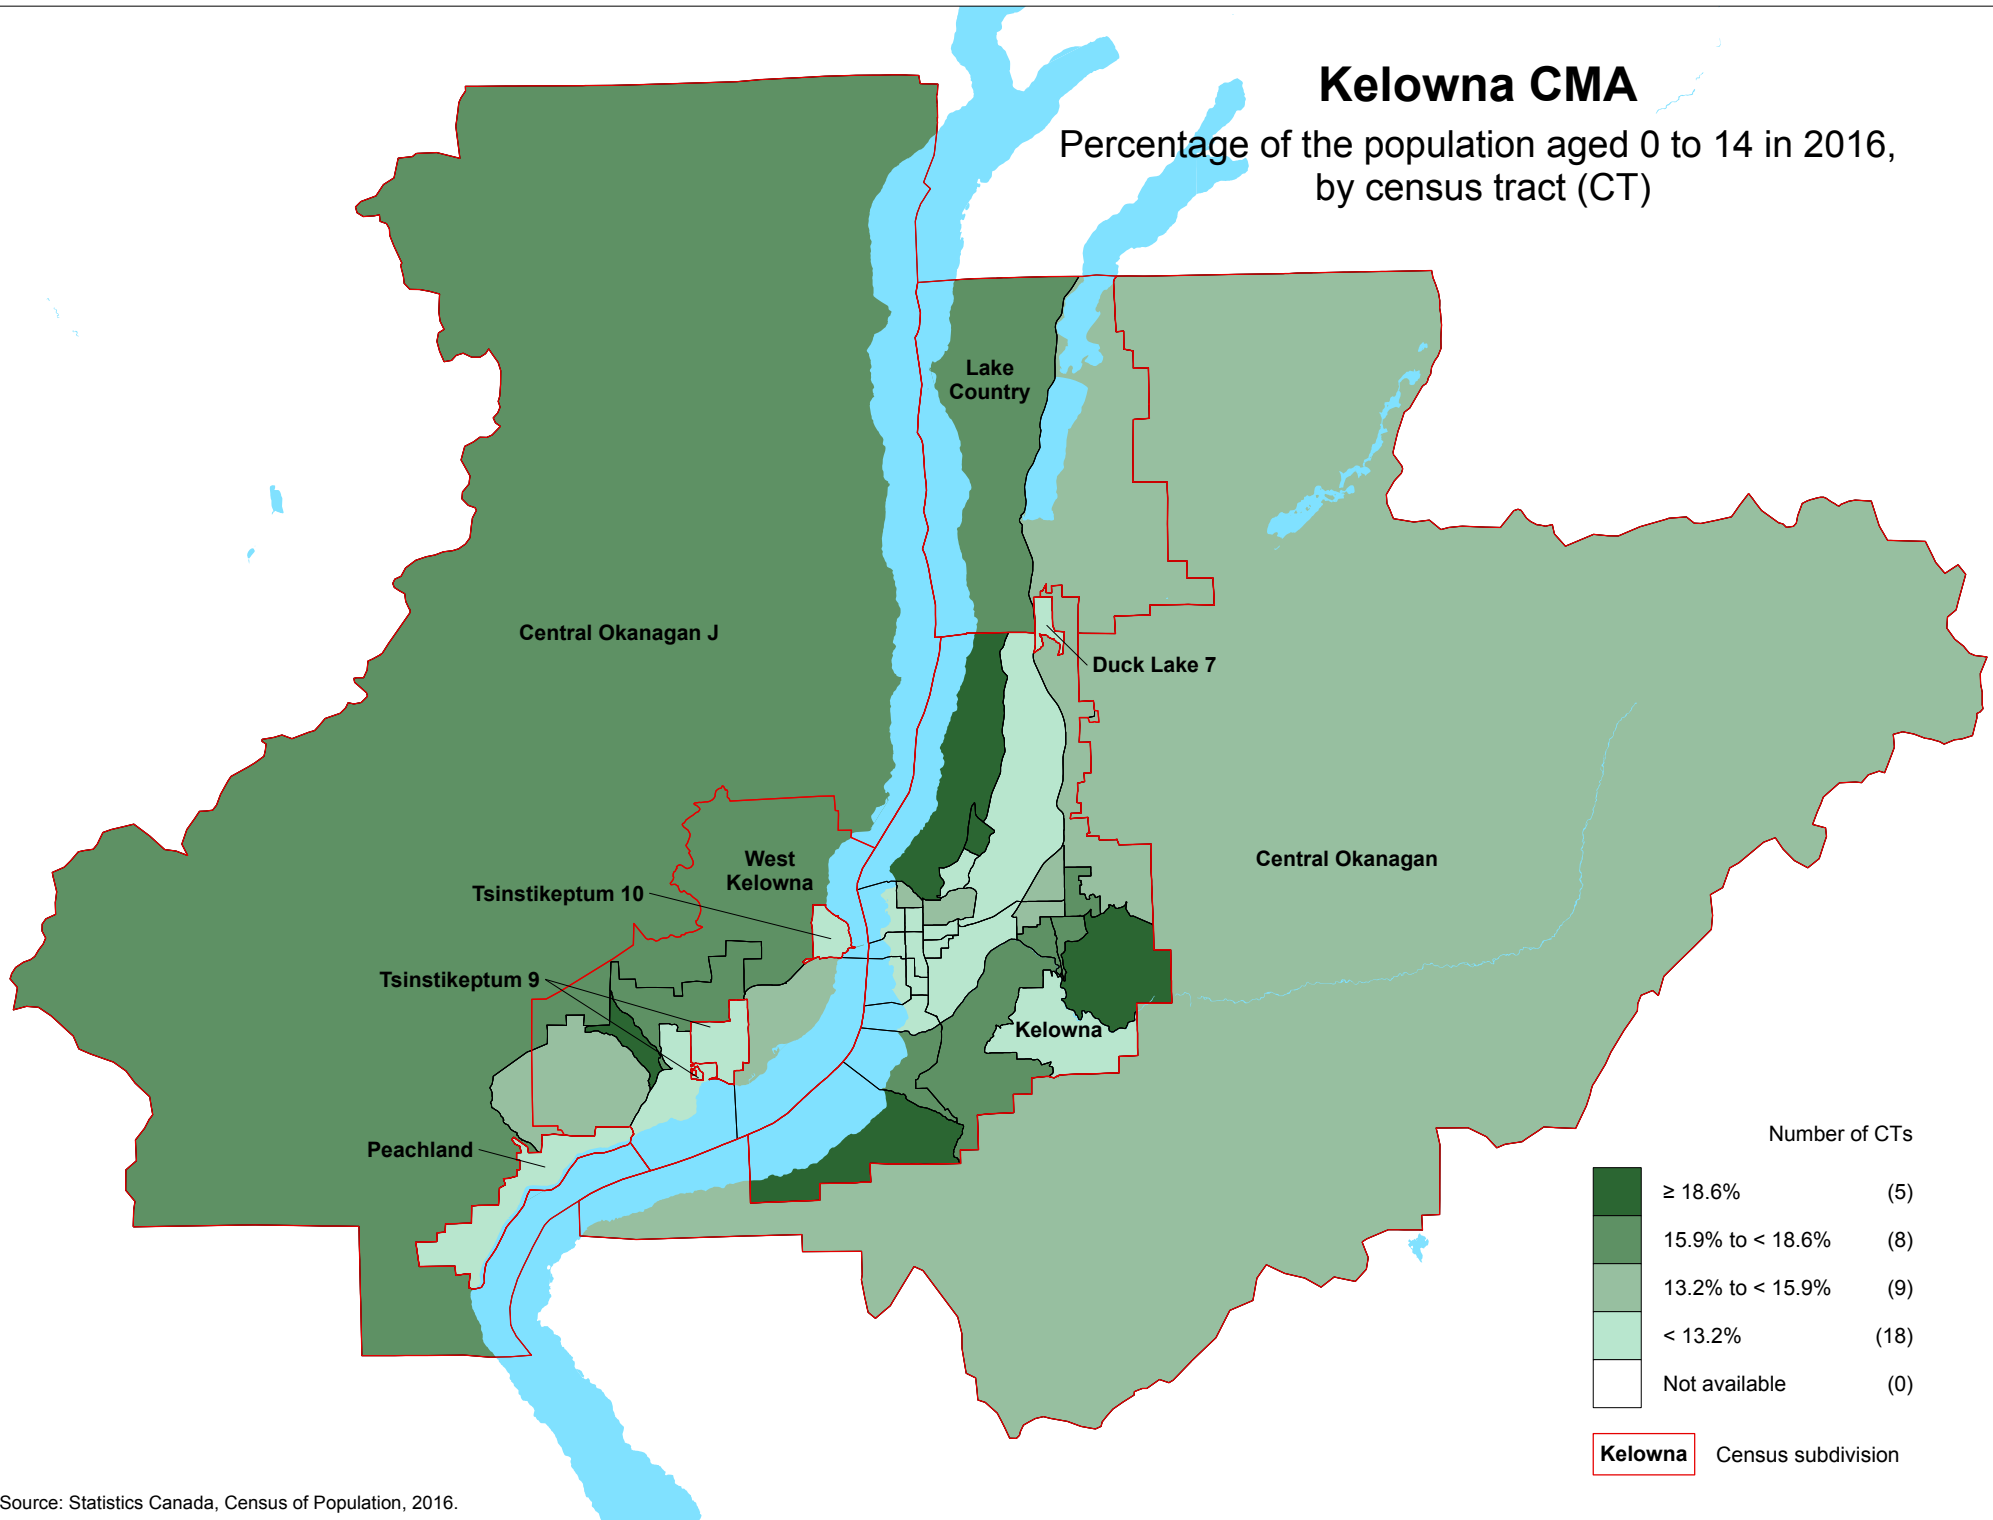 Kelowna CMA
Percentage of the population aged 0 to 14 in 2016,
by census tract (CT)
Lake
Country
Central Okanagan J
Duck Lake 7
West
Kelowna
Central Okanagan
Tsinstikeptum 10
Tsinstikeptum 9
Kelowna
Peachland
Number of CTs
≥ 18.6% (5)
15.9% to < 18.6% (8)
13.2% to < 15.9% (9)
< 13.2% (18)
Not available (0)
Kelowna Census subdivision
Source: Statistics Canada, Census of Population, 2016.